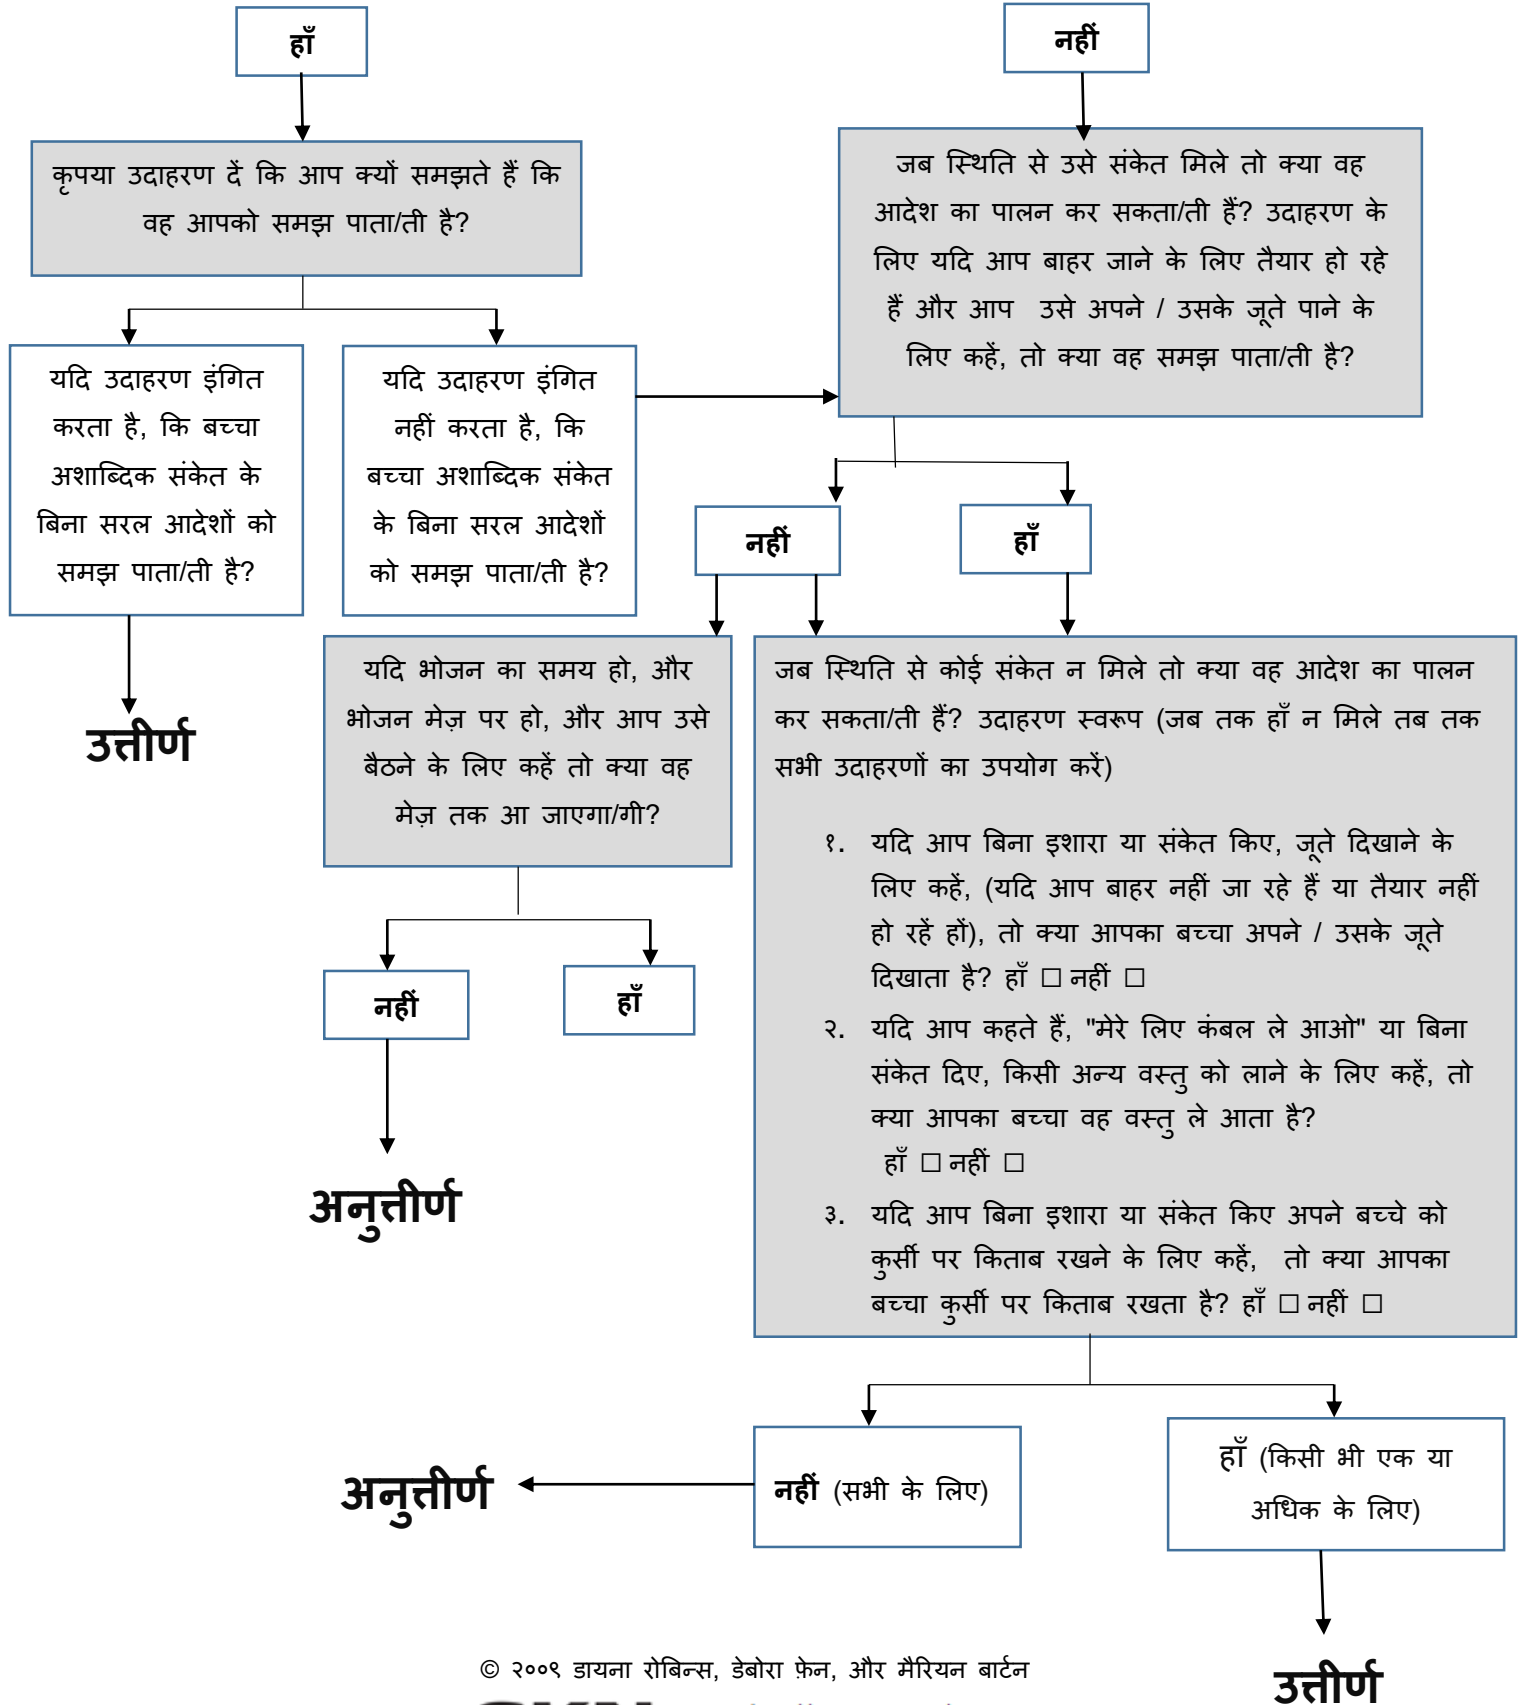 हाँ
नहीं
कृपया उदाहरण दें कि आप क्यों समझते हैं कि
वह आपको समझ पाता/ती है?
जब स्थिति से उसे संकेत मिले तो क्या वह
आदेश का पालन कर सकता/ती हैं? उदाहरण के
लिए यदि आप बाहर जाने के लिए तैयार हो रहे
हैं और आप उसे अपने / उसके जूते पाने के
लिए कहें, तो क्या वह समझ पाता/ती है?
यदि उदाहरण इंगित
करता है, कि बच्चा
अशाब्दिक संकेत के
बिना सरल आदेशों को
समझ पाता/ती है?
यदि उदाहरण इंगित
नहीं करता है, कि
बच्चा अशाब्दिक संकेत
के बिना सरल आदेशों
को समझ पाता/ती है?
नहीं
हाँ
उत्तीर्ण
यदि भोजन का समय हो, और
भोजन मेज़ पर हो, और आप उसे
बैठने के लिए कहें तो क्या वह
मेज़ तक आ जाएगा/गी?
जब स्थिति से कोई संकेत न मिले तो क्या वह आदेश का पालन
कर सकता/ती हैं? उदाहरण स्वरूप (जब तक हाँ न मिले तब तक
सभी उदाहरणों का उपयोग करें)
१. यदि आप बिना इशारा या संकेत किए, जूते दिखाने के
लिए कहें, (यदि आप बाहर नहीं जा रहे हैं या तैयार नहीं
हो रहें हों), तो क्या आपका बच्चा अपने / उसके जूते
दिखाता है? हाँ □ नहीं □
२. यदि आप कहते हैं, "मेरे लिए कंबल ले आओ" या बिना
संकेत दिए, किसी अन्य वस्तु को लाने के लिए कहें, तो
क्या आपका बच्चा वह वस्तु ले आता है?
हाँ □ नहीं □
३. यदि आप बिना इशारा या संकेत किए अपने बच्चे को
कुर्सी पर किताब रखने के लिए कहें, तो क्या आपका
बच्चा कुर्सी पर किताब रखता है? हाँ □ नहीं □
नहीं
हाँ
अनुत्तीर्ण
अनुत्तीर्ण
नहीं (सभी के लिए)
हाँ (किसी भी एक या
अधिक के लिए)
© २००९ डायना रोबिन्स, डेबोरा फ़ेन, और मैरियन बार्टन
उत्तीर्ण